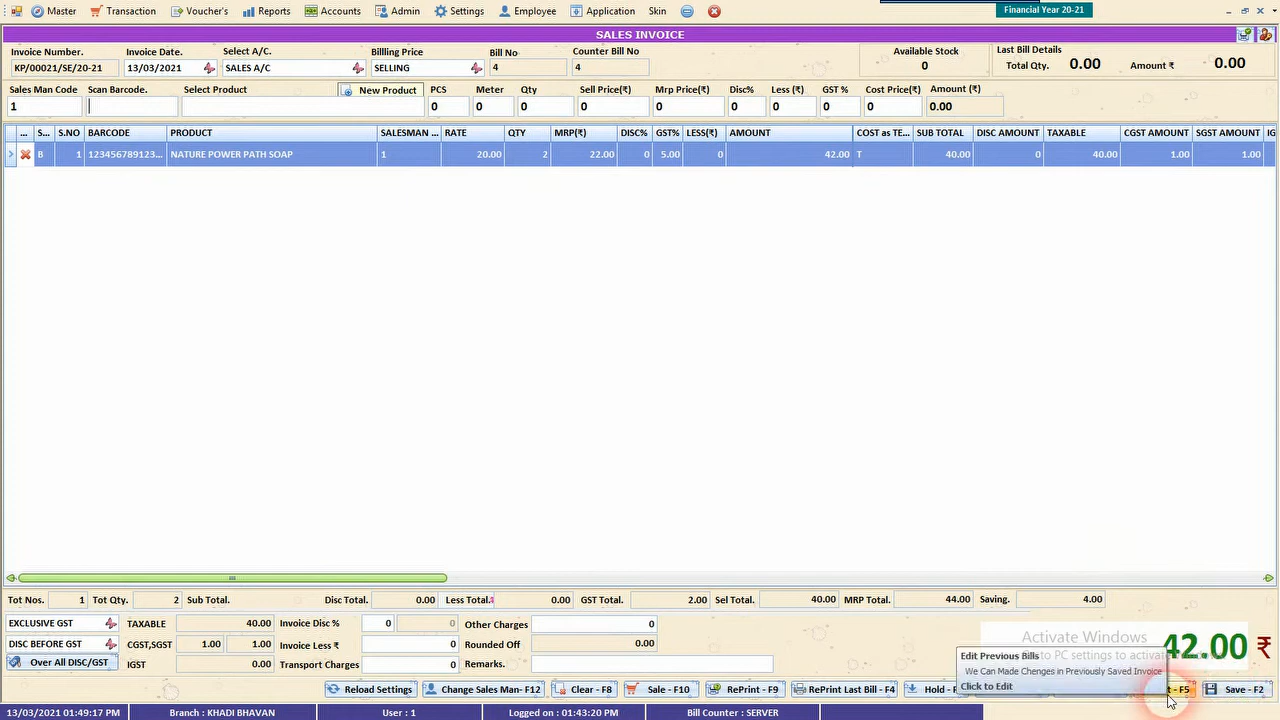 Master Transaction Voucher's Reports Accounts Admin Settings Employee Application Skin Financial Year 20-21
SALES INVOICE
Invoice Number. Invoice Date. Select A/C. Billling Price Bill No Counter Bill No Available Stock Last Bill Details
KP/00021/SE/20-21 13/03/2021 SALES A/C SELLING 4 4 0 Total Qty. 0.00 Amount ₹ 0.00
Sales Man Code Scan Barcode. Select Product New Product PCS Meter Qty Sell Price(₹) Mrp Price(₹) Disc% Less (₹) GST % Cost Price(₹) Amount (₹)
1 0 0 0 0 0 0 0 0 0 0.00
... S... S.NO BARCODE PRODUCT SALESMAN ... RATE QTY MRP(₹) DISC% GST% LESS(₹) AMOUNT COST as TE... SUB TOTAL DISC AMOUNT TAXABLE CGST AMOUNT SGST AMOUNT IG
B 1 123456789123... NATURE POWER PATH SOAP 1 20.00 2 22.00 0 5.00 0 42.00 T 40.00 0 40.00 1.00 1.00
Tot Nos. 1 Tot Qty. 2 Sub Total. Disc Total. 0.00 Less Total. 0.00 GST Total. 2.00 Sel Total. 40.00 MRP Total. 44.00 Saving. 4.00
EXCLUSIVE GST TAXABLE 40.00 Invoice Disc % 0 0 Other Charges 0
DISC BEFORE GST CGST,SGST 1.00 1.00 Invoice Less ₹ 0 Rounded Off 0.00
Over All DISC/GST IGST 0.00 Transport Charges 0 Remarks.
Activate Windows
to PC settings to activate
42.00 ₹
Edit Previous Bills
We Can Made Changes in Previously Saved Invoice
Click to Edit
Reload Settings Change Sales Man- F12 Clear - F8 Sale - F10 RePrint - F9 RePrint Last Bill - F4 Hold - F t - F5 Save - F2
13/03/2021 01:49:17 PM Branch : KHADI BHAVAN User : 1 Logged on : 01:43:20 PM Bill Counter : SERVER